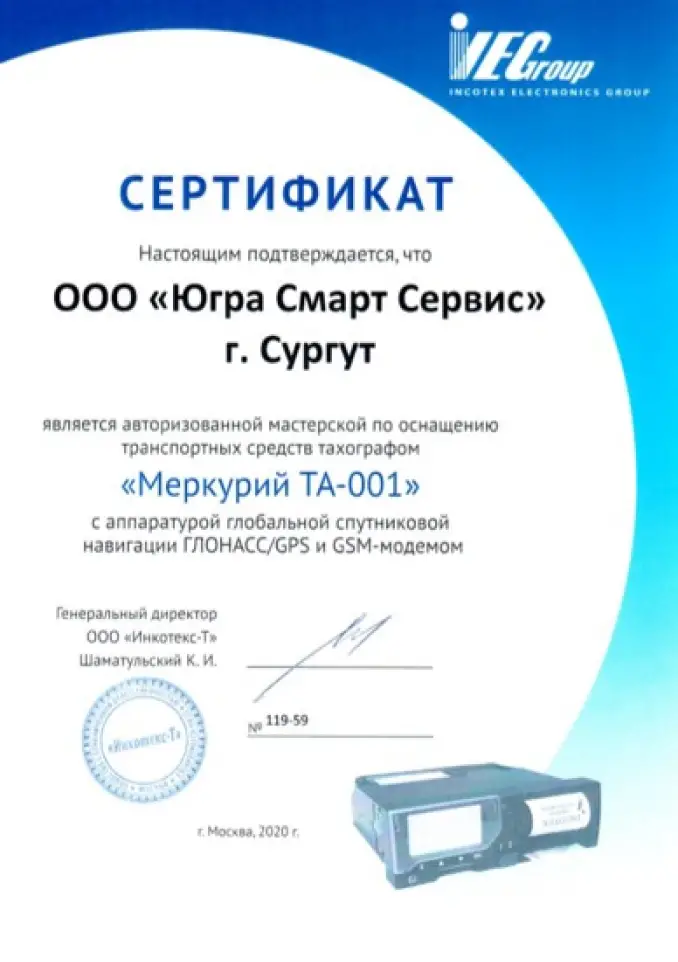 IEGroup
INCOTEX ELECTRONICS GROUP
СЕРТИФИКАТ
Настоящим подтверждается, что
ООО «Югра Смарт Сервис»
г. Сургут
является авторизованной мастерской по оснащению
транспортных средств тахографом
«Меркурий ТА-001»
с аппаратурой глобальной спутниковой
навигации ГЛОНАСС/GPS и GSM-модемом
Генеральный директор
ООО «Инкотекс-Т»
Шаматульский К. И.
№ 119-59
«Инкотекс-Т»
г. Москва, 2020 г.